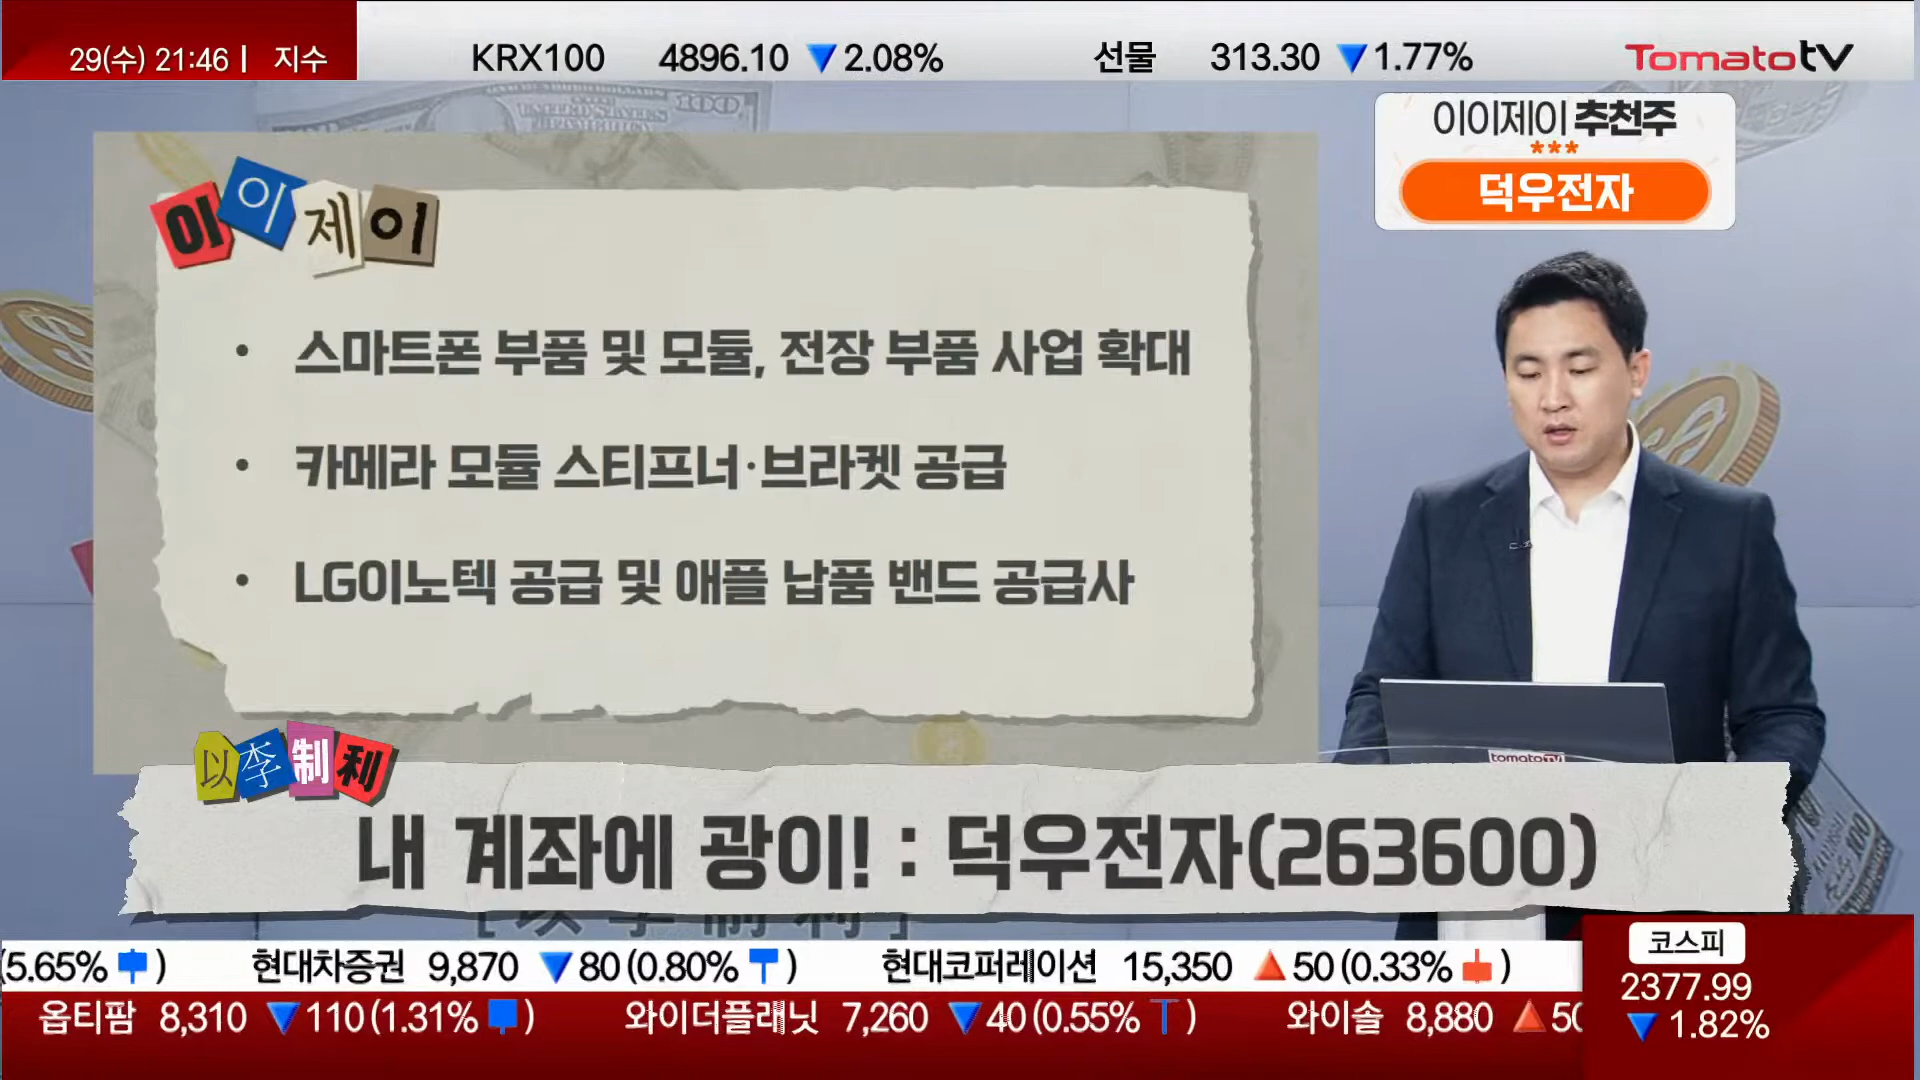 29(수) 21:46 | 지수 KRX100 4896.10 ▼2.08% 선물 313.30 ▼1.77% Tomatotv
이이제이 추천주
***
덕우전자
이이제이
• 스마트폰 부품 및 모듈, 전장 부품 사업 확대
• 카메라 모듈 스티프너·브라켓 공급
• LG이노텍 공급 및 애플 납품 밴드 공급사
tomatoTV
以李制利
내 계좌에 광이! : 덕우전자(263600)
[以李制利]
(5.65% ) 현대차증권 9,870 ▼80(0.80% ) 현대코퍼레이션 15,350 ▲50(0.33% )
옵티팜 8,310 ▼110(1.31% ) 와이더플래닛 7,260 ▼40(0.55% ) 와이솔 8,880 ▲50
코스피
2377.99
▼1.82%